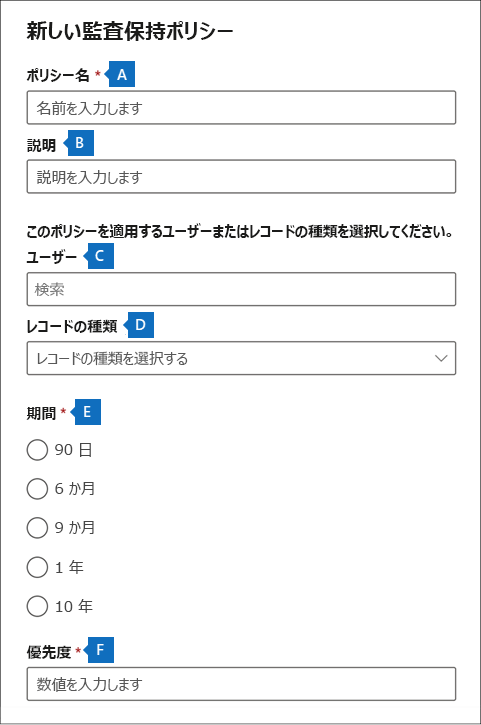 新しい監査保持ポリシー
ポリシー名 * A
名前を入力します
説明 B
説明を入力します
このポリシーを適用するユーザーまたはレコードの種類を選択してください。
ユーザー C
検索
レコードの種類 D
レコードの種類を選択する
期間 * E
90 日
6 か月
9 か月
1 年
10 年
優先度 * F
数値を入力します